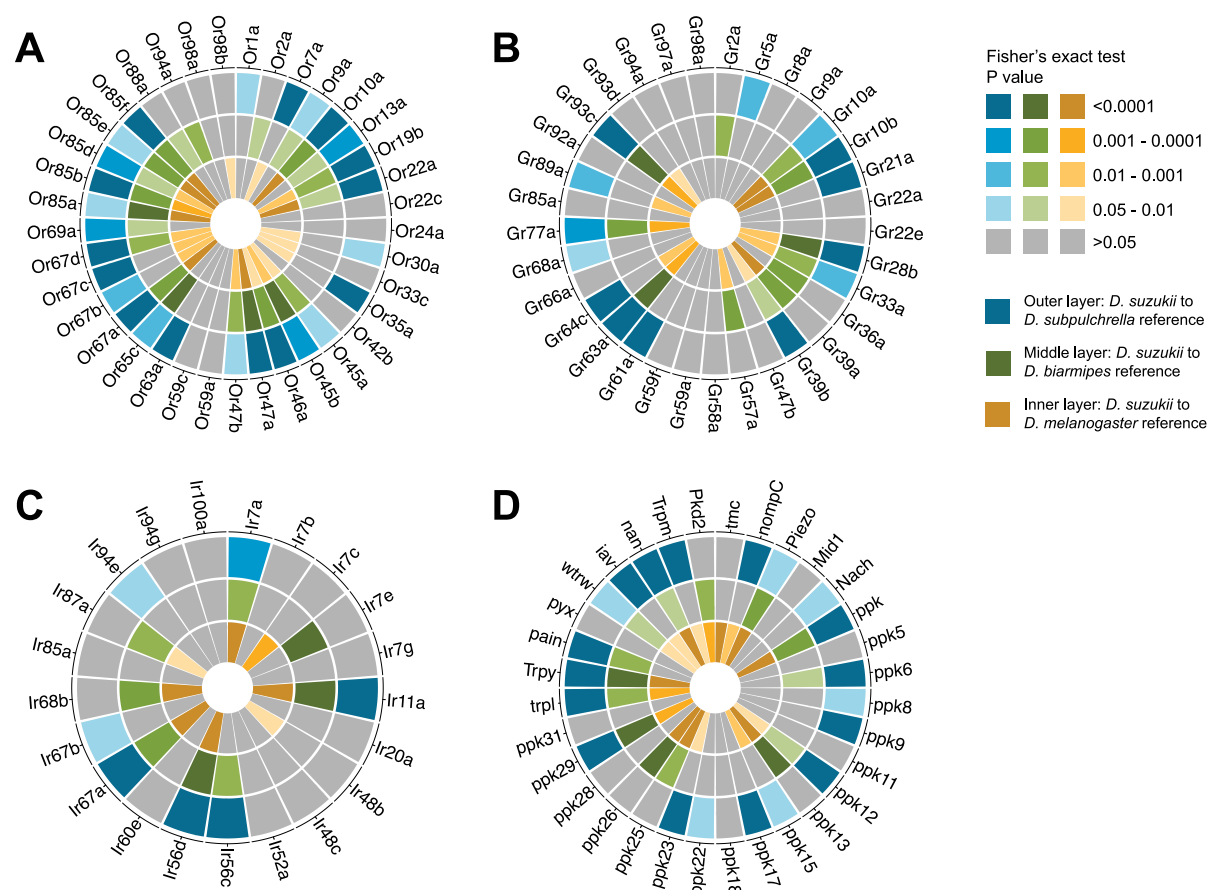 A
Or1a
Or2a
Or7a
Or9a
Or10a
Or13a
Or19b
Or22a
Or22c
Or24a
Or30a
Or33c
Or35a
Or42b
Or45a
Or45b
Or46a
Or47a
Or47b
Or59a
Or59c
Or63a
Or65c
Or67a
Or67b
Or67c
Or67d
Or69a
Or85a
Or85b
Or85d
Or85e
Or85f
Or88a
Or94a
Or98a
Or98b
B
Gr2a
Gr5a
Gr8a
Gr9a
Gr10a
Gr10b
Gr21a
Gr22a
Gr22e
Gr28b
Gr33a
Gr36a
Gr39a
Gr39b
Gr47b
Gr57a
Gr58a
Gr59a
Gr59f
Gr61a
Gr63a
Gr64c
Gr66a
Gr68a
Gr77a
Gr85a
Gr89a
Gr92a
Gr93c
Gr93d
Gr94a
Gr97a
Gr98a
Fisher's exact test
P value
<0.0001
0.001 - 0.0001
0.01 - 0.001
0.05 - 0.01
>0.05
Outer layer: D. suzukii to
D. subpulchrella reference
Middle layer: D. suzukii to
D. biarmipes reference
Inner layer: D. suzukii to
D. melanogaster reference
C
Ir7a
Ir7b
Ir7c
Ir7e
Ir7g
Ir11a
Ir20a
Ir48b
Ir48c
Ir52a
Ir56c
Ir56d
Ir60e
Ir67a
Ir67b
Ir68b
Ir85a
Ir87a
Ir94e
Ir94g
Ir100a
D
tmc
nompC
Piezo
Mid1
Nach
ppk
ppk5
ppk6
ppk8
ppk9
ppk11
ppk12
ppk13
ppk15
ppk17
ppk18
ppk22
ppk23
ppk25
ppk26
ppk28
ppk29
ppk31
trpl
Trpy
pain
pyx
wtrw
iav
nan
Trpm
Pkd2